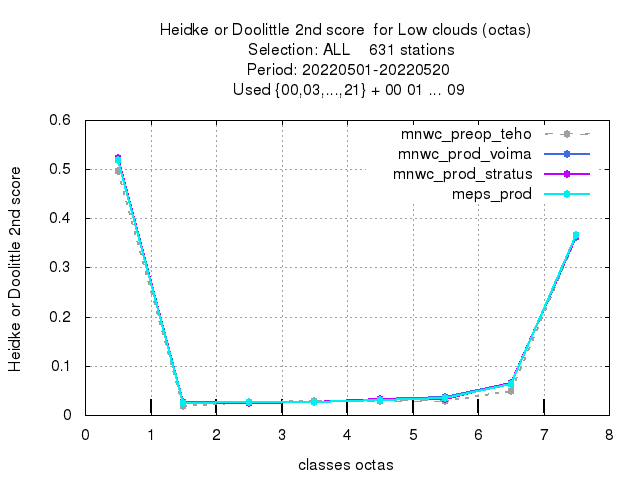 Heidke or Doolittle 2nd score  for Low clouds (octas)
Selection: ALL    631 stations
Period: 20220501-20220520
Used {00,03,...,21} + 00 01 ... 09
Heidke or Doolittle 2nd score
0.6
0.5
0.4
0.3
0.2
0.1
0
mnwc_preop_teho
mnwc_prod_voima
mnwc_prod_stratus
meps_prod
0 1 2 3 4 5 6 7 8
classes octas